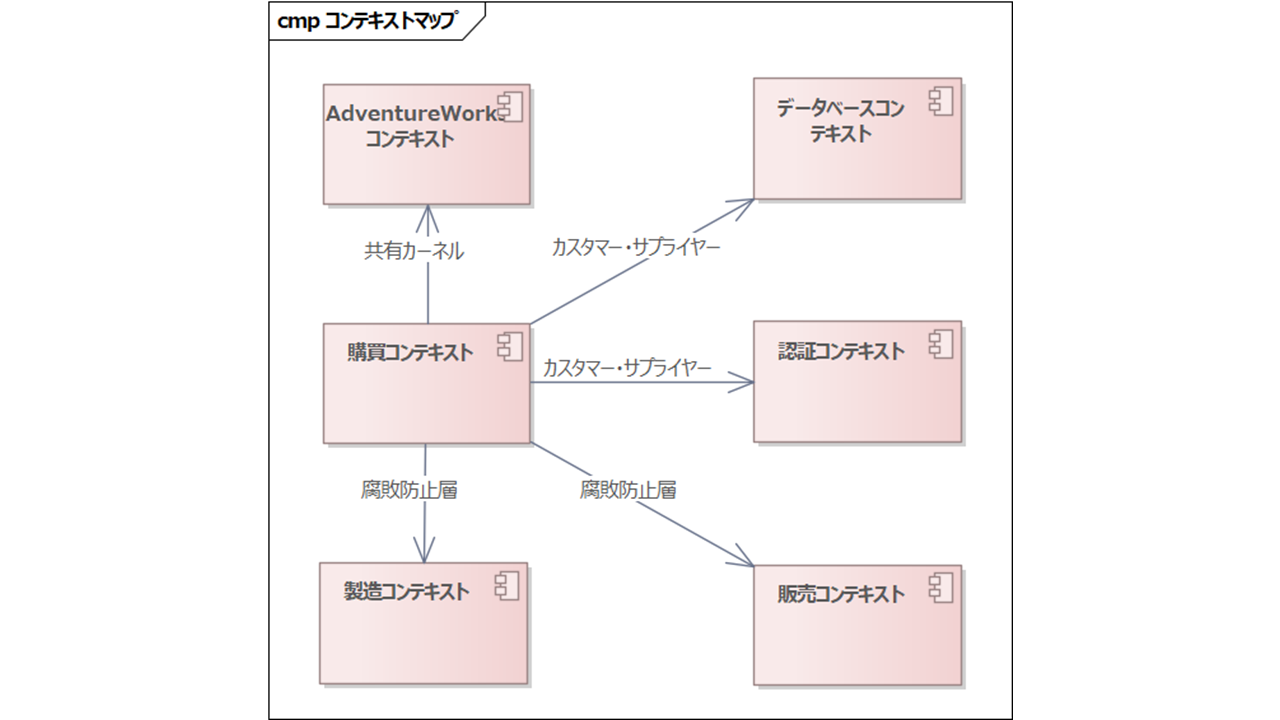 cmp コンテキストマップ
AdventureWorks
コンテキスト
データベースコン
テキスト
共有カーネル
カスタマー・サプライヤー
購買コンテキスト
認証コンテキスト
カスタマー・サプライヤー
腐敗防止層
腐敗防止層
製造コンテキスト
販売コンテキスト